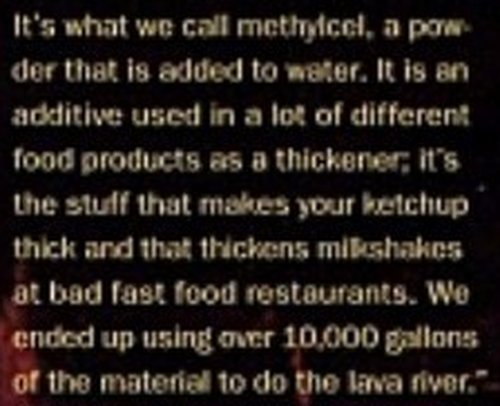 It's what we call methylcel, a pow-
der that is added to water. It is an
additive used in a lot of different
food products as a thickener; it's
the stuff that makes your ketchup
thick and that thickens milkshakes
at bad fast food restaurants. We
ended up using over 10,000 gallons
of the material to do the lava river."